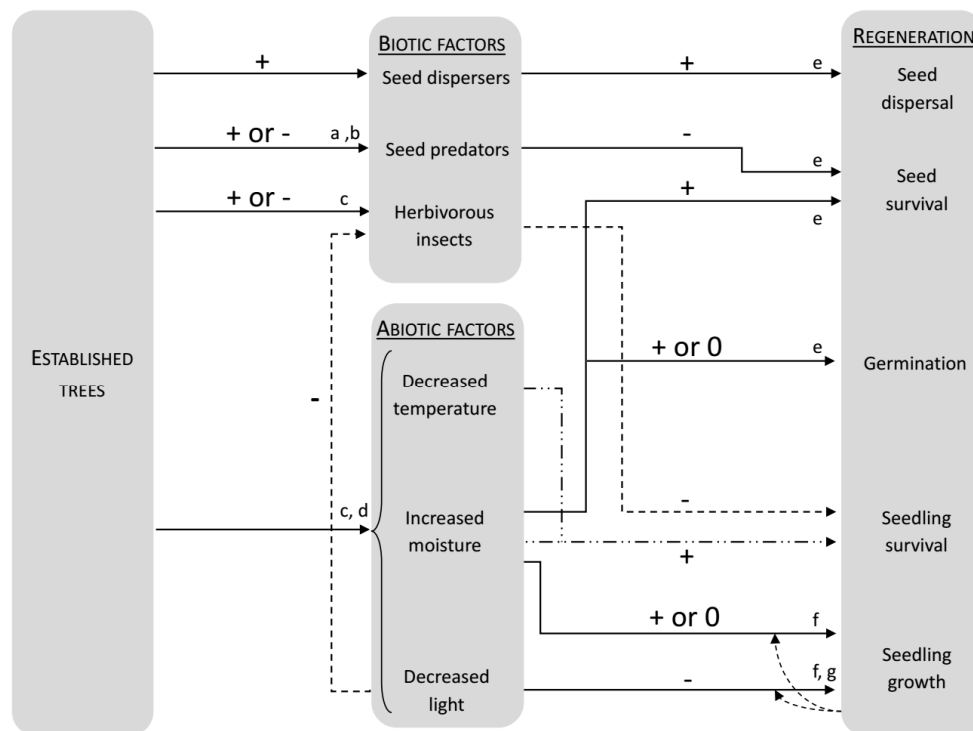 ESTABLISHED
TREES
+
+ or -
a ,b
+ or -
c
-
c, d
BIOTIC FACTORS
Seed dispersers
Seed predators
Herbivorous
insects
ABIOTIC FACTORS
Decreased
temperature
Increased
moisture
Decreased
light
+
e
-
e
+
e
+ or 0
e
-
+
+ or 0
f
-
f, g
REGENERATION
Seed
dispersal
Seed
survival
Germination
Seedling
survival
Seedling
growth